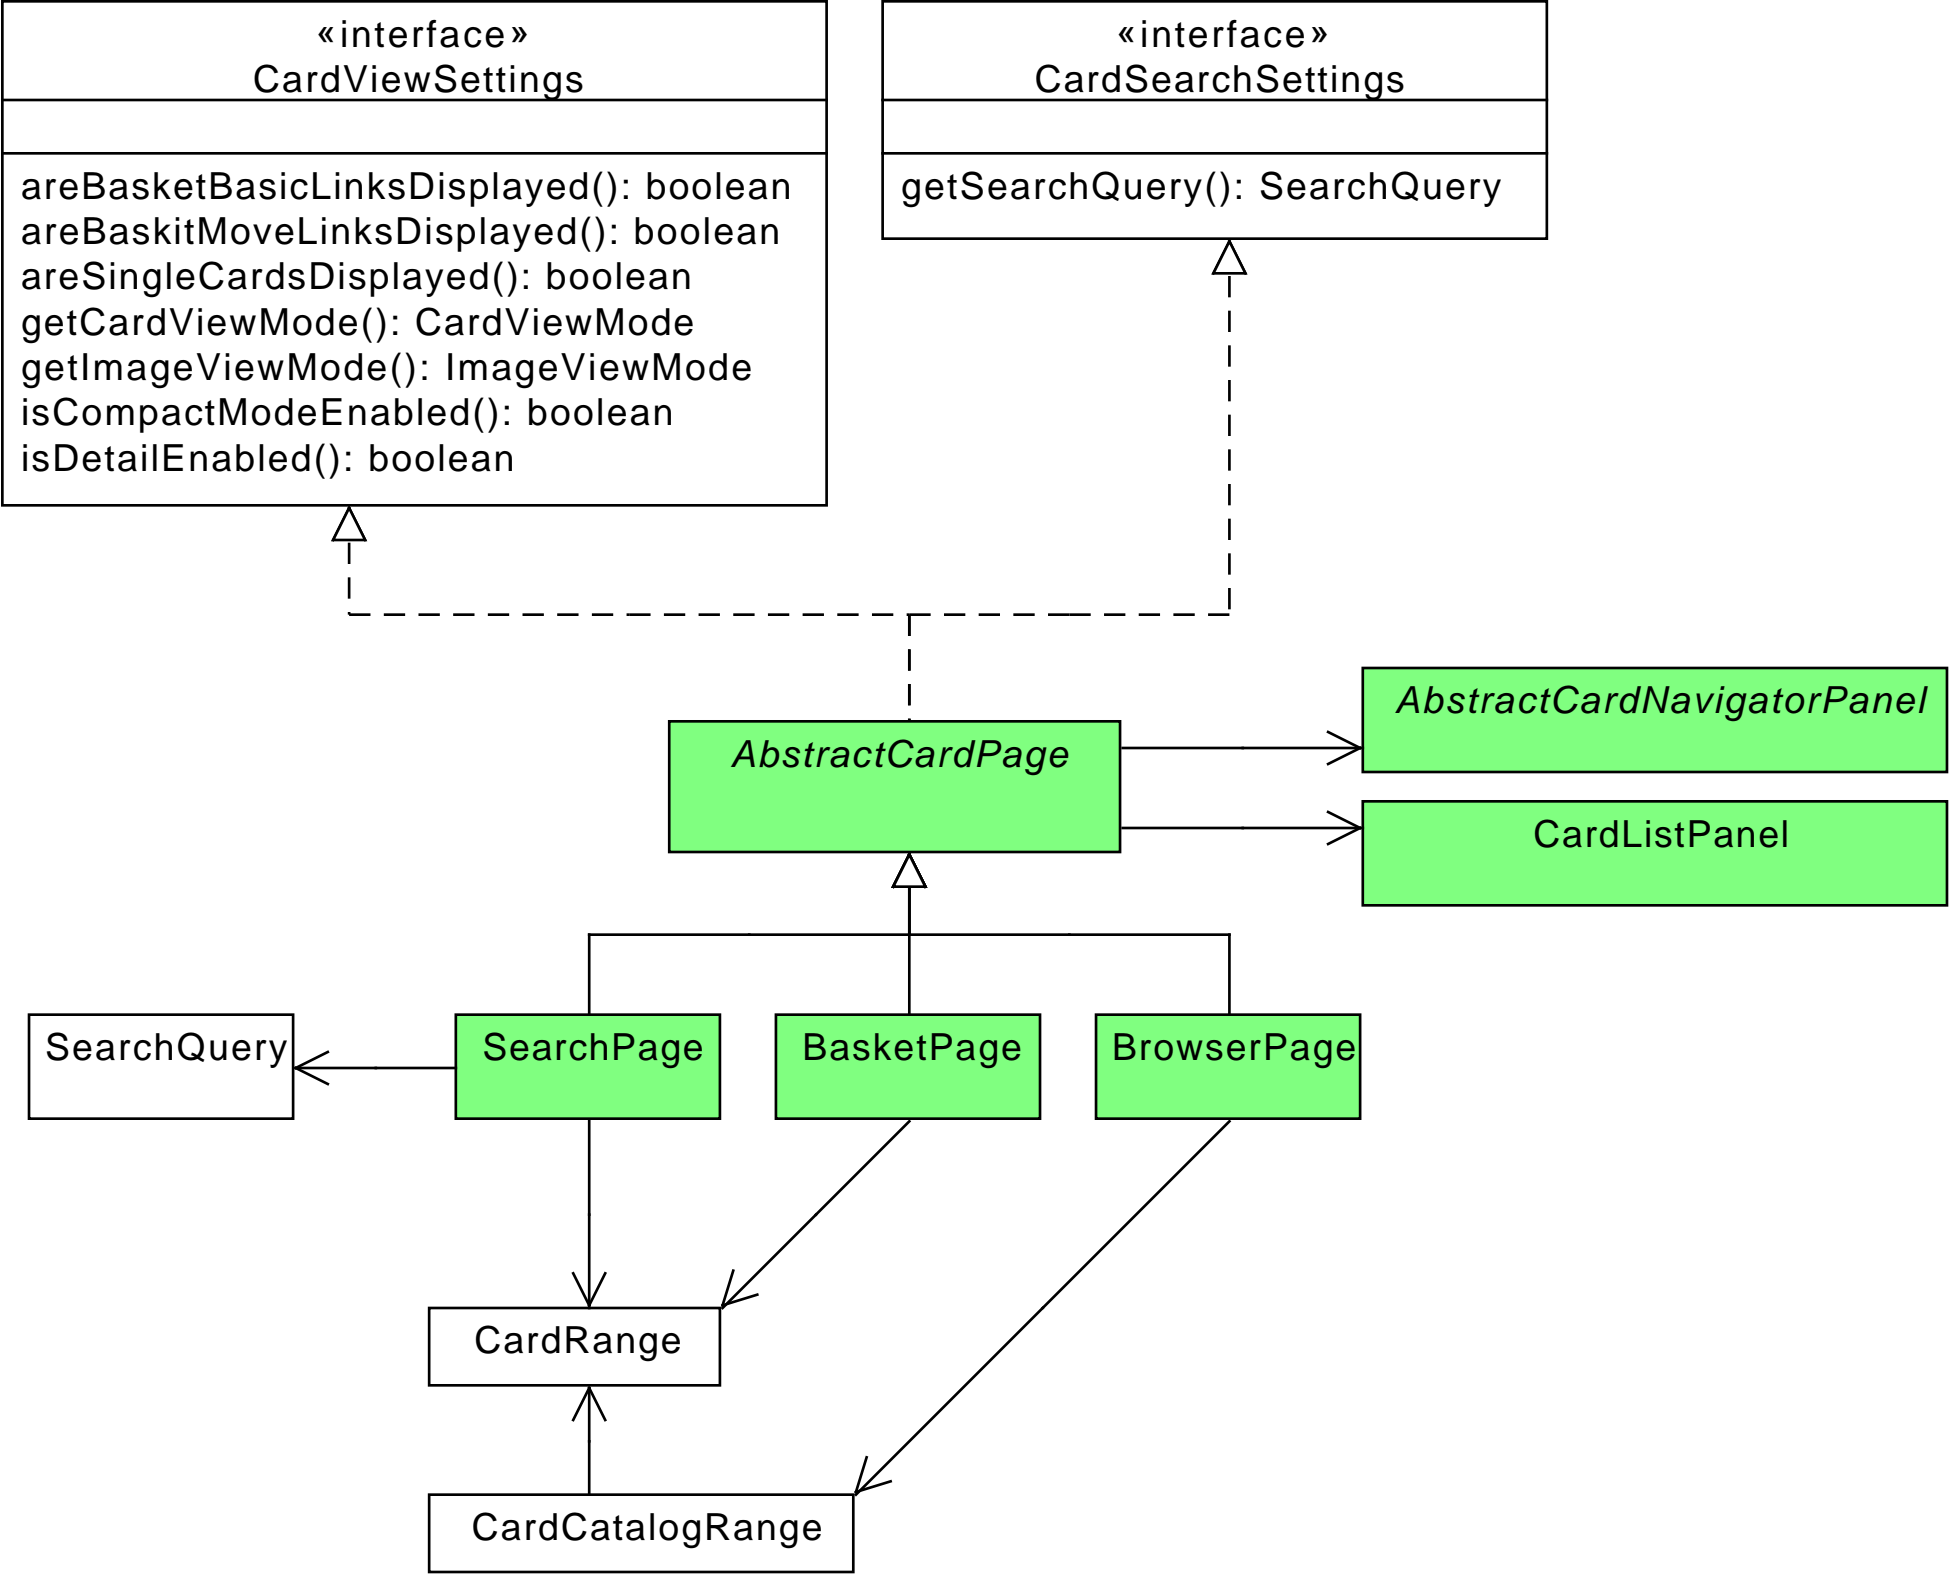 «interface»
CardViewSettings
areBasketBasicLinksDisplayed(): boolean
areBaskitMoveLinksDisplayed(): boolean
areSingleCardsDisplayed(): boolean
getCardViewMode(): CardViewMode
getImageViewMode(): ImageViewMode
isCompactModeEnabled(): boolean
isDetailEnabled(): boolean
«interface»
CardSearchSettings
getSearchQuery(): SearchQuery
AbstractCardPage
AbstractCardNavigatorPanel
CardListPanel
SearchQuery
SearchPage
BasketPage
BrowserPage
CardRange
CardCatalogRange